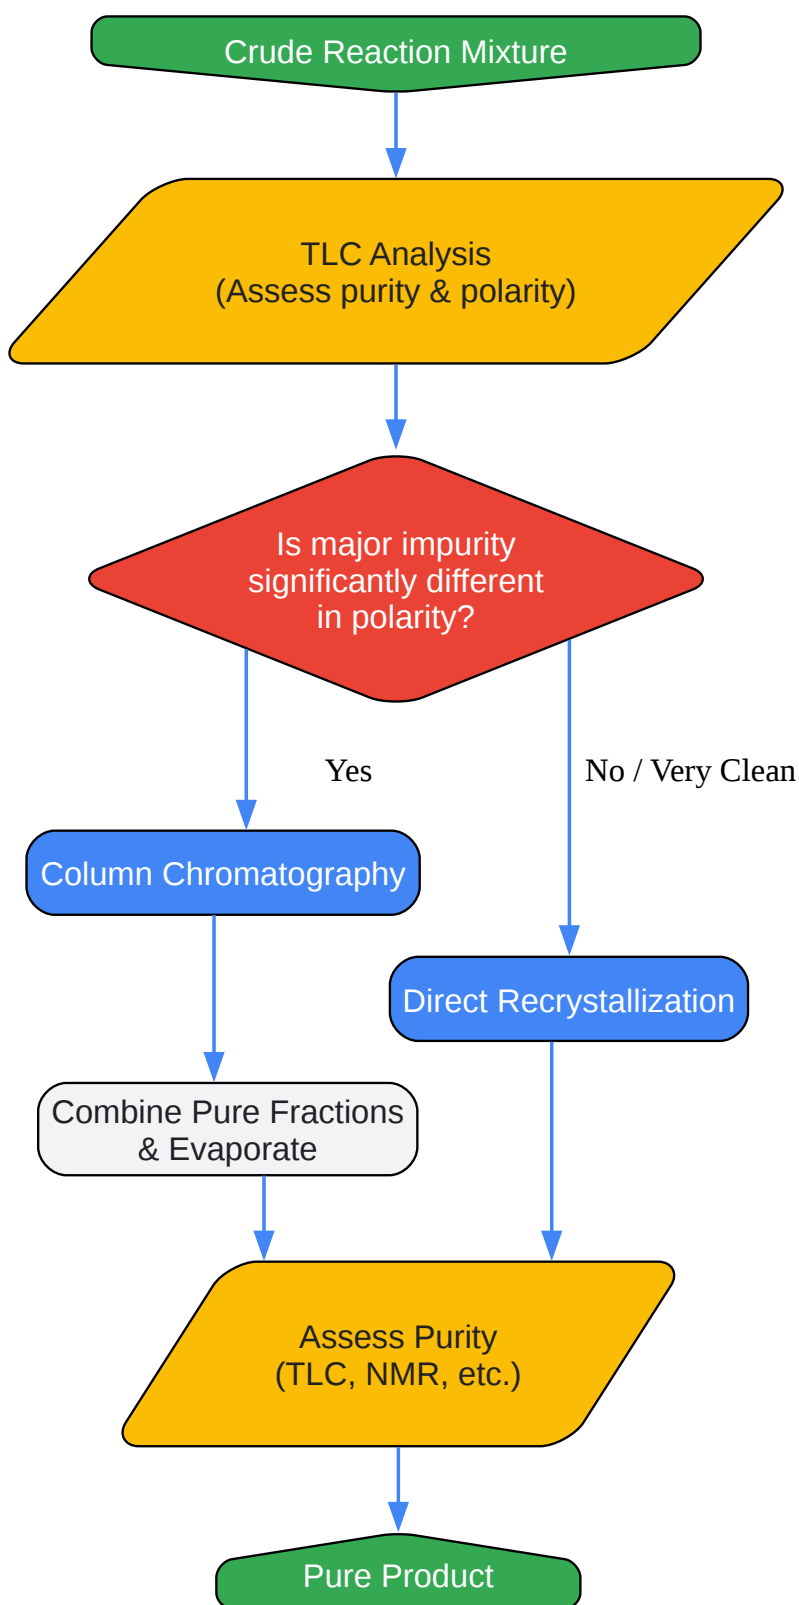 Crude Reaction Mixture
TLC Analysis
(Assess purity & polarity)
Is major impurity
significantly different
in polarity?
Yes
No / Very Clean
Column Chromatography
Direct Recrystallization
Combine Pure Fractions
& Evaporate
Assess Purity
(TLC, NMR, etc.)
Pure Product